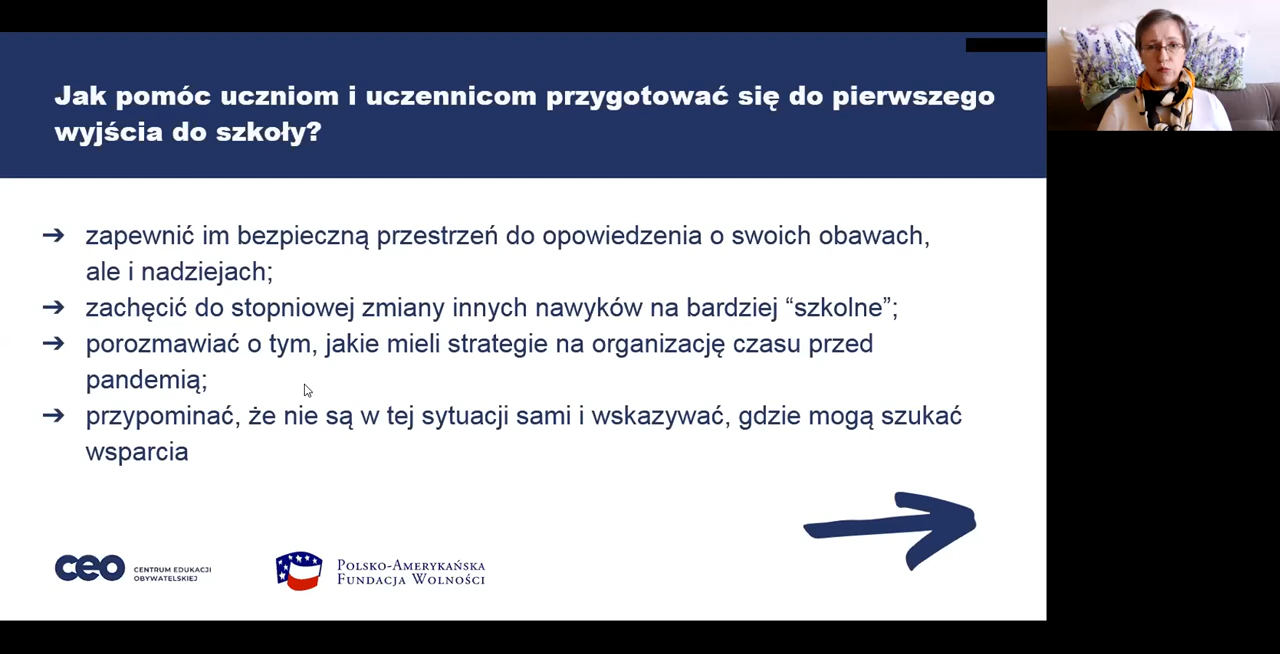 Jak pomóc uczniom i uczennicom przygotować się do pierwszego
wyjścia do szkoły?
➔ zapewnić im bezpieczną przestrzeń do opowiedzenia o swoich obawach,
ale i nadziejach;
➔ zachęcić do stopniowej zmiany innych nawyków na bardziej “szkolne”;
➔ porozmawiać o tym, jakie mieli strategie na organizację czasu przed
pandemią;
➔ przypominać, że nie są w tej sytuacji sami i wskazywać, gdzie mogą szukać
wsparcia
CEO CENTRUM EDUKACJI
OBYWATELSKIEJ
POLSKO-AMERYKAŃSKA
FUNDACJA WOLNOŚCI